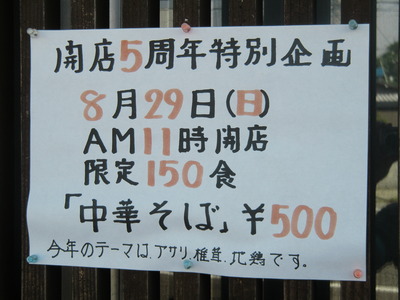 開店5周年特別企画
8月29日(日)
AM11時開店
限定150食
「中華そば」¥500
今年のテーマは、アワリ、椎茸、比鶏です。